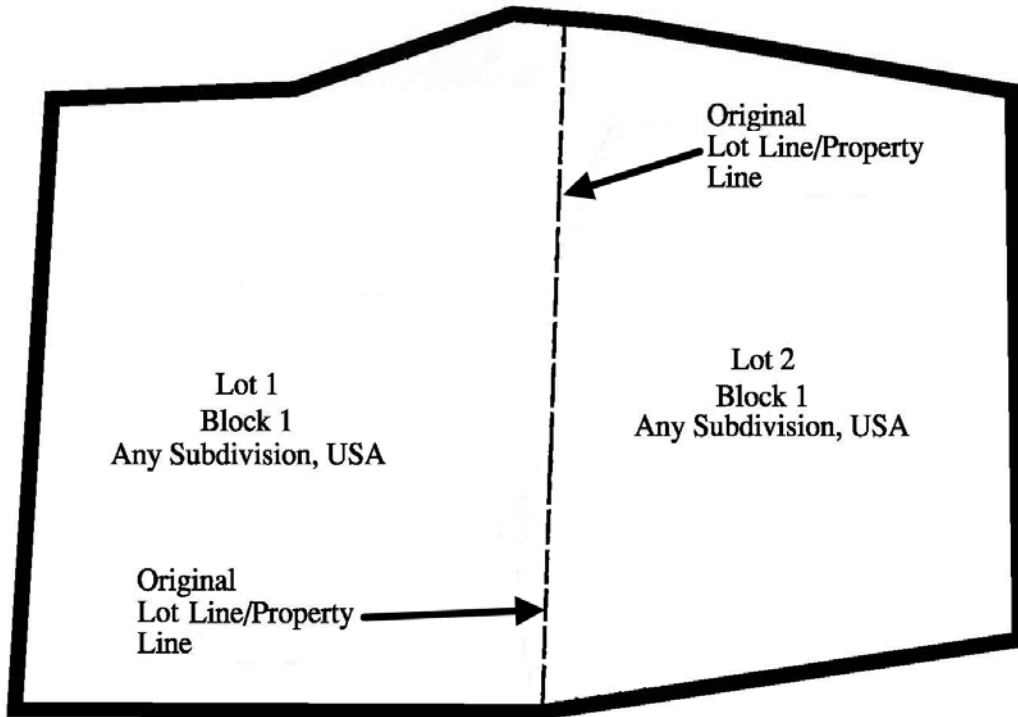 Original
Lot Line/Property
Line
Lot 1
Block 1
Any Subdivision, USA
Lot 2
Block 1
Any Subdivision, USA
Original
Lot Line/Property
Line